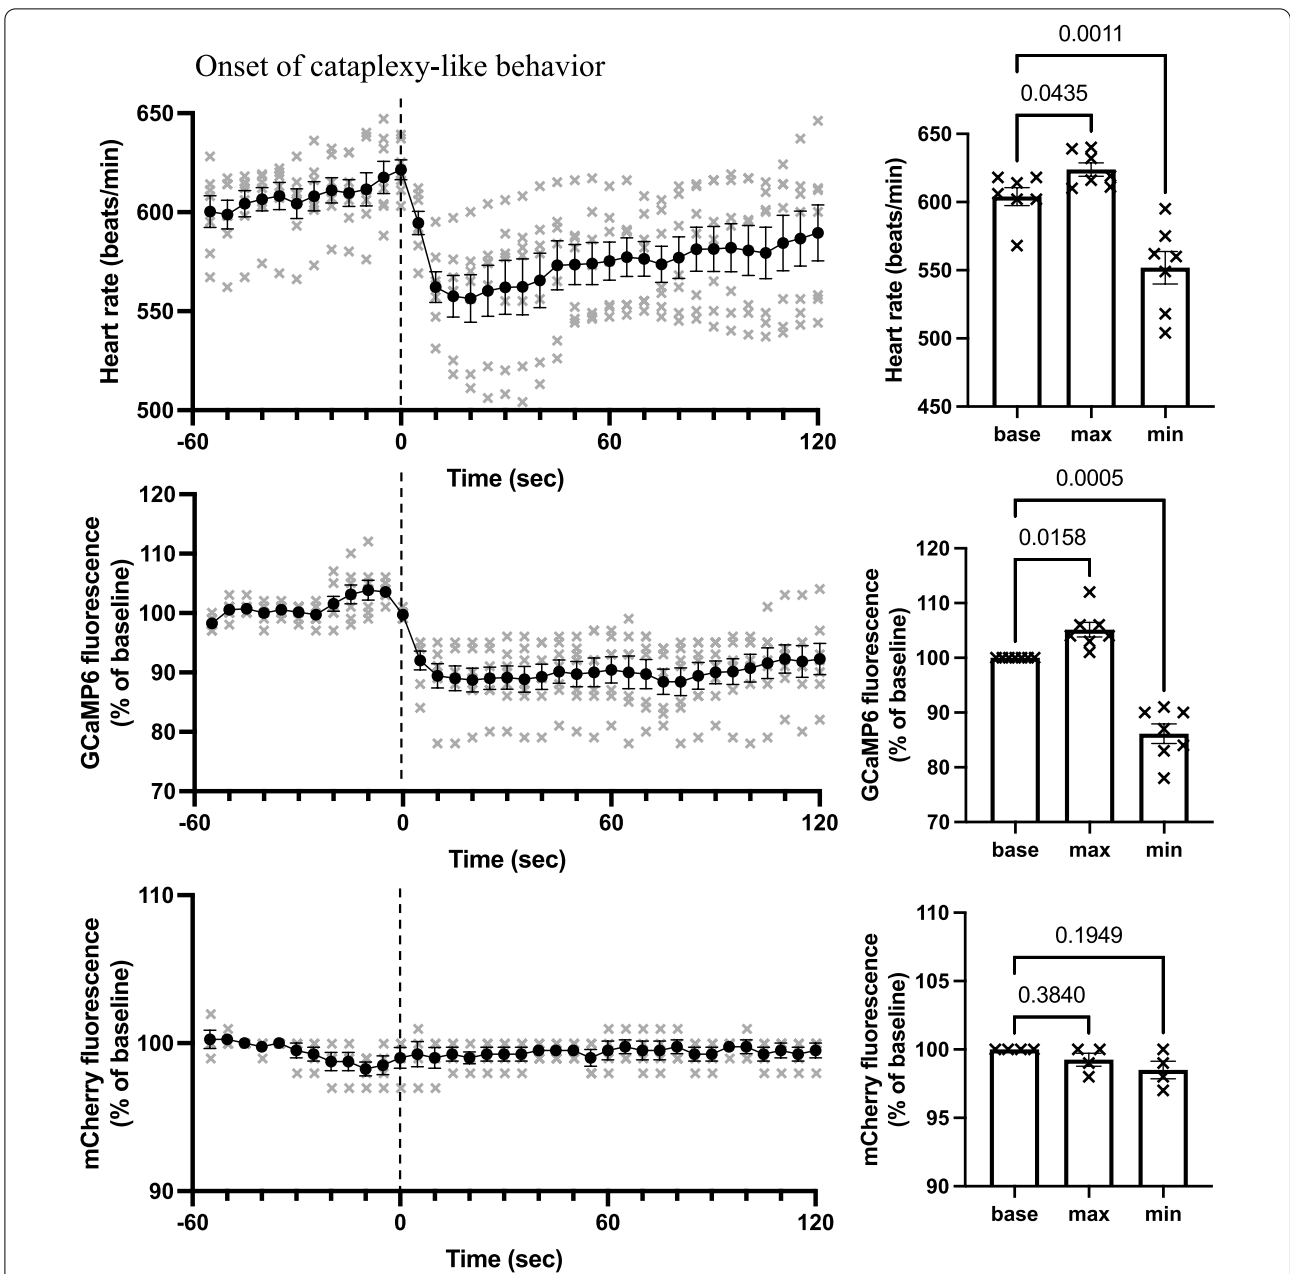 Onset of cataplexy-like behavior
Heart rate (beats/min)
650
600
550
500
-60
0
60
120
Time (sec)
0.0011
0.0435
Heart rate (beats/min)
650
600
550
500
450
base
max
min
GCaMP6 fluorescence
(% of baseline)
120
110
100
90
80
70
-60
0
60
120
Time (sec)
0.0005
0.0158
GCaMP6 fluorescence
(% of baseline)
120
110
100
90
80
70
base
max
min
mCherry fluorescence
(% of baseline)
110
100
90
-60
0
60
120
Time (sec)
0.1949
0.3840
mCherry fluorescence
(% of baseline)
110
105
100
95
90
base
max
min